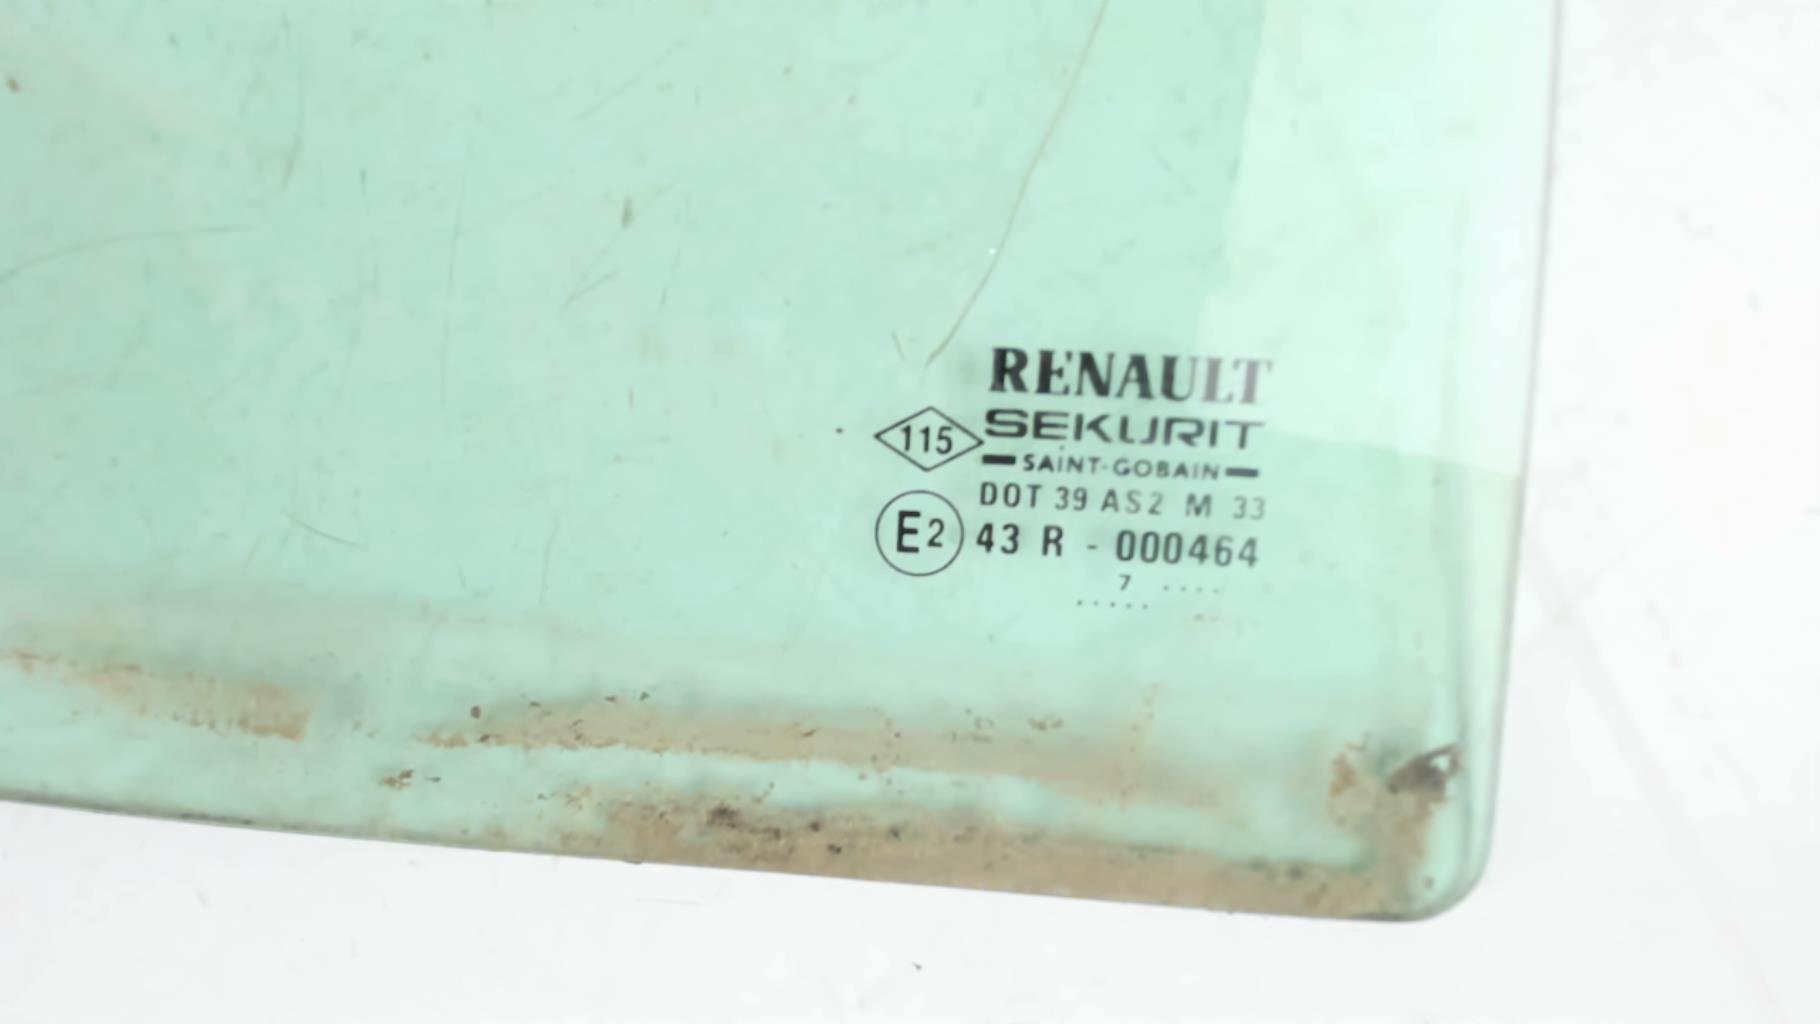 RENAULT
115 SEKURIT
SAINT-GOBAIN
DOT 39 AS2 M 33
E2 43 R - 000464
7 ....
.....